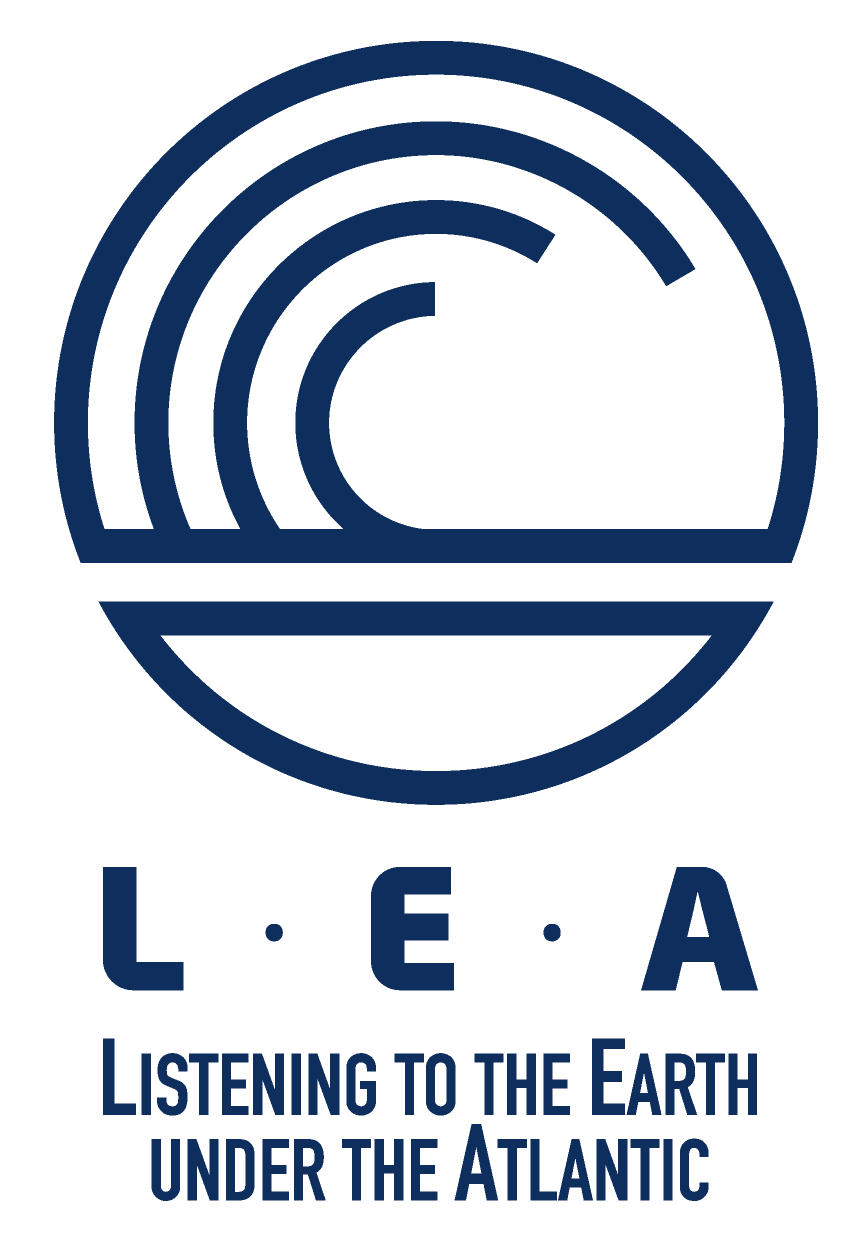 L·E·A
LISTENING TO THE EARTH
UNDER THE ATLANTIC